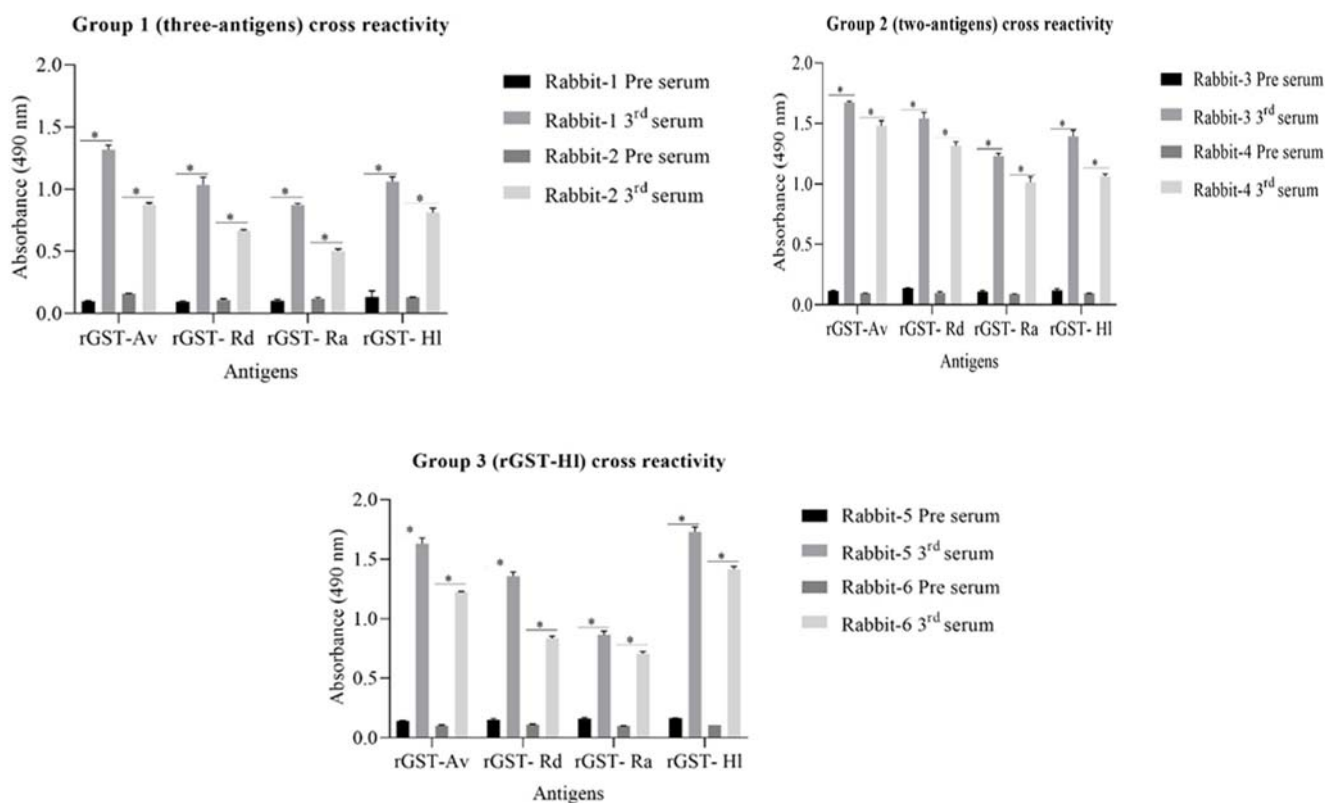 Group 1 (three-antigens) cross reactivity
Absorbance (490 nm)
2.0
1.5
1.0
0.5
0.0
* * * * * * * *
rGST-Av rGST- Rd rGST- Ra rGST- Hl
Antigens
Rabbit-1 Pre serum
Rabbit-1 3rd serum
Rabbit-2 Pre serum
Rabbit-2 3rd serum
Group 2 (two-antigens) cross reactivity
Absorbance (490 nm)
2.0
1.5
1.0
0.5
0.0
* * * * * * * *
rGST-Av rGST- Rd rGST- Ra rGST- Hl
Antigens
Rabbit-3 Pre serum
Rabbit-3 3rd serum
Rabbit-4 Pre serum
Rabbit-4 3rd serum
Group 3 (rGST-Hl) cross reactivity
Absorbance (490 nm)
2.0
1.5
1.0
0.5
0.0
* * * * * * * *
rGST-Av rGST- Rd rGST- Ra rGST- Hl
Antigens
Rabbit-5 Pre serum
Rabbit-5 3rd serum
Rabbit-6 Pre serum
Rabbit-6 3rd serum